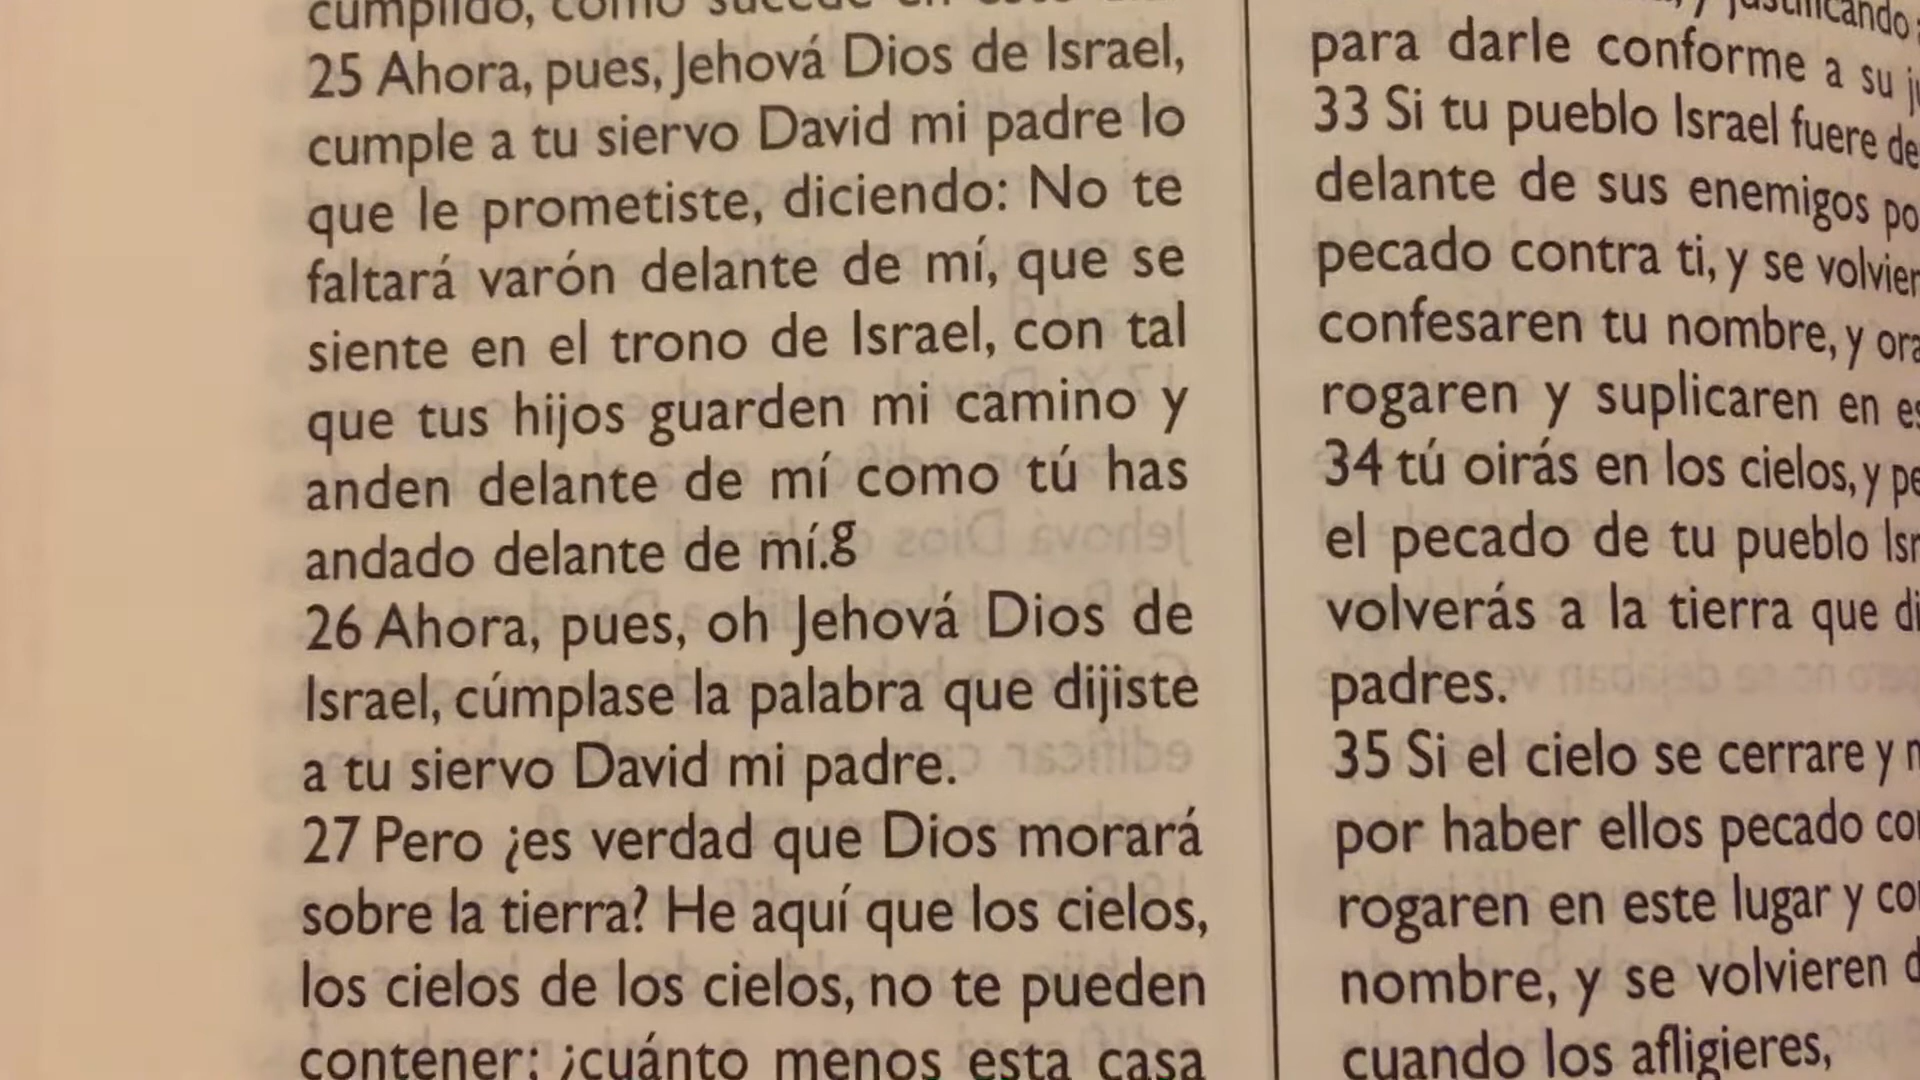 cumplido, como sucede en este
25 Ahora, pues, Jehová Dios de Israel,
cumple a tu siervo David mi padre lo
que le prometiste, diciendo: No te
faltará varón delante de mí, que se
siente en el trono de Israel, con tal
que tus hijos guarden mi camino y
anden delante de mí como tú has
andado delante de mí.g
26 Ahora, pues, oh Jehová Dios de
Israel, cúmplase la palabra que dijiste
a tu siervo David mi padre.
27 Pero ¿es verdad que Dios morará
sobre la tierra? He aquí que los cielos,
los cielos de los cielos, no te pueden
contener; ¿cuánto menos esta casa
y justificando
para darle conforme a su
33 Si tu pueblo Israel fuere
delante de sus enemigos
pecado contra ti, y se
confesaren tu nombre, y
rogaren y suplicaren en
34 tú oirás en los cielos, y
el pecado de tu pueblo
volverás a la tierra que
padres.
35 Si el cielo se cerrare y
por haber ellos pecado
rogaren en este lugar y
nombre, y se volvieren
cuando los afligieres,